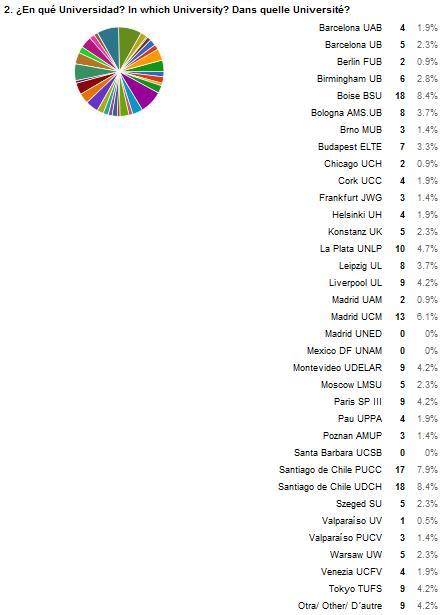 2. ¿En qué Universidad? In which University? Dans quelle Université?
Barcelona UAB 4 1.9%
Barcelona UB 5 2.3%
Berlin FUB 2 0.9%
Birmingham UB 6 2.8%
Boise BSU 18 8.4%
Bologna AMS.UB 8 3.7%
Brno MUB 3 1.4%
Budapest ELTE 7 3.3%
Chicago UCH 2 0.9%
Cork UCC 4 1.9%
Frankfurt JWG 3 1.4%
Helsinki UH 4 1.9%
Konstanz UK 5 2.3%
La Plata UNLP 10 4.7%
Leipzig UL 8 3.7%
Liverpool UL 9 4.2%
Madrid UAM 2 0.9%
Madrid UCM 13 6.1%
Madrid UNED 0 0%
Mexico DF UNAM 0 0%
Montevideo UDELAR 9 4.2%
Moscow LMSU 5 2.3%
Paris SP III 9 4.2%
Pau UPPA 4 1.9%
Poznan AMUP 3 1.4%
Santa Barbara UCSB 0 0%
Santiago de Chile PUCC 17 7.9%
Santiago de Chile UDCH 18 8.4%
Szeged SU 5 2.3%
Valparaíso UV 1 0.5%
Valparaíso PUCV 3 1.4%
Warsaw UW 5 2.3%
Venezia UCFV 4 1.9%
Tokyo TUFS 9 4.2%
Otra/ Other/ D´autre 9 4.2%